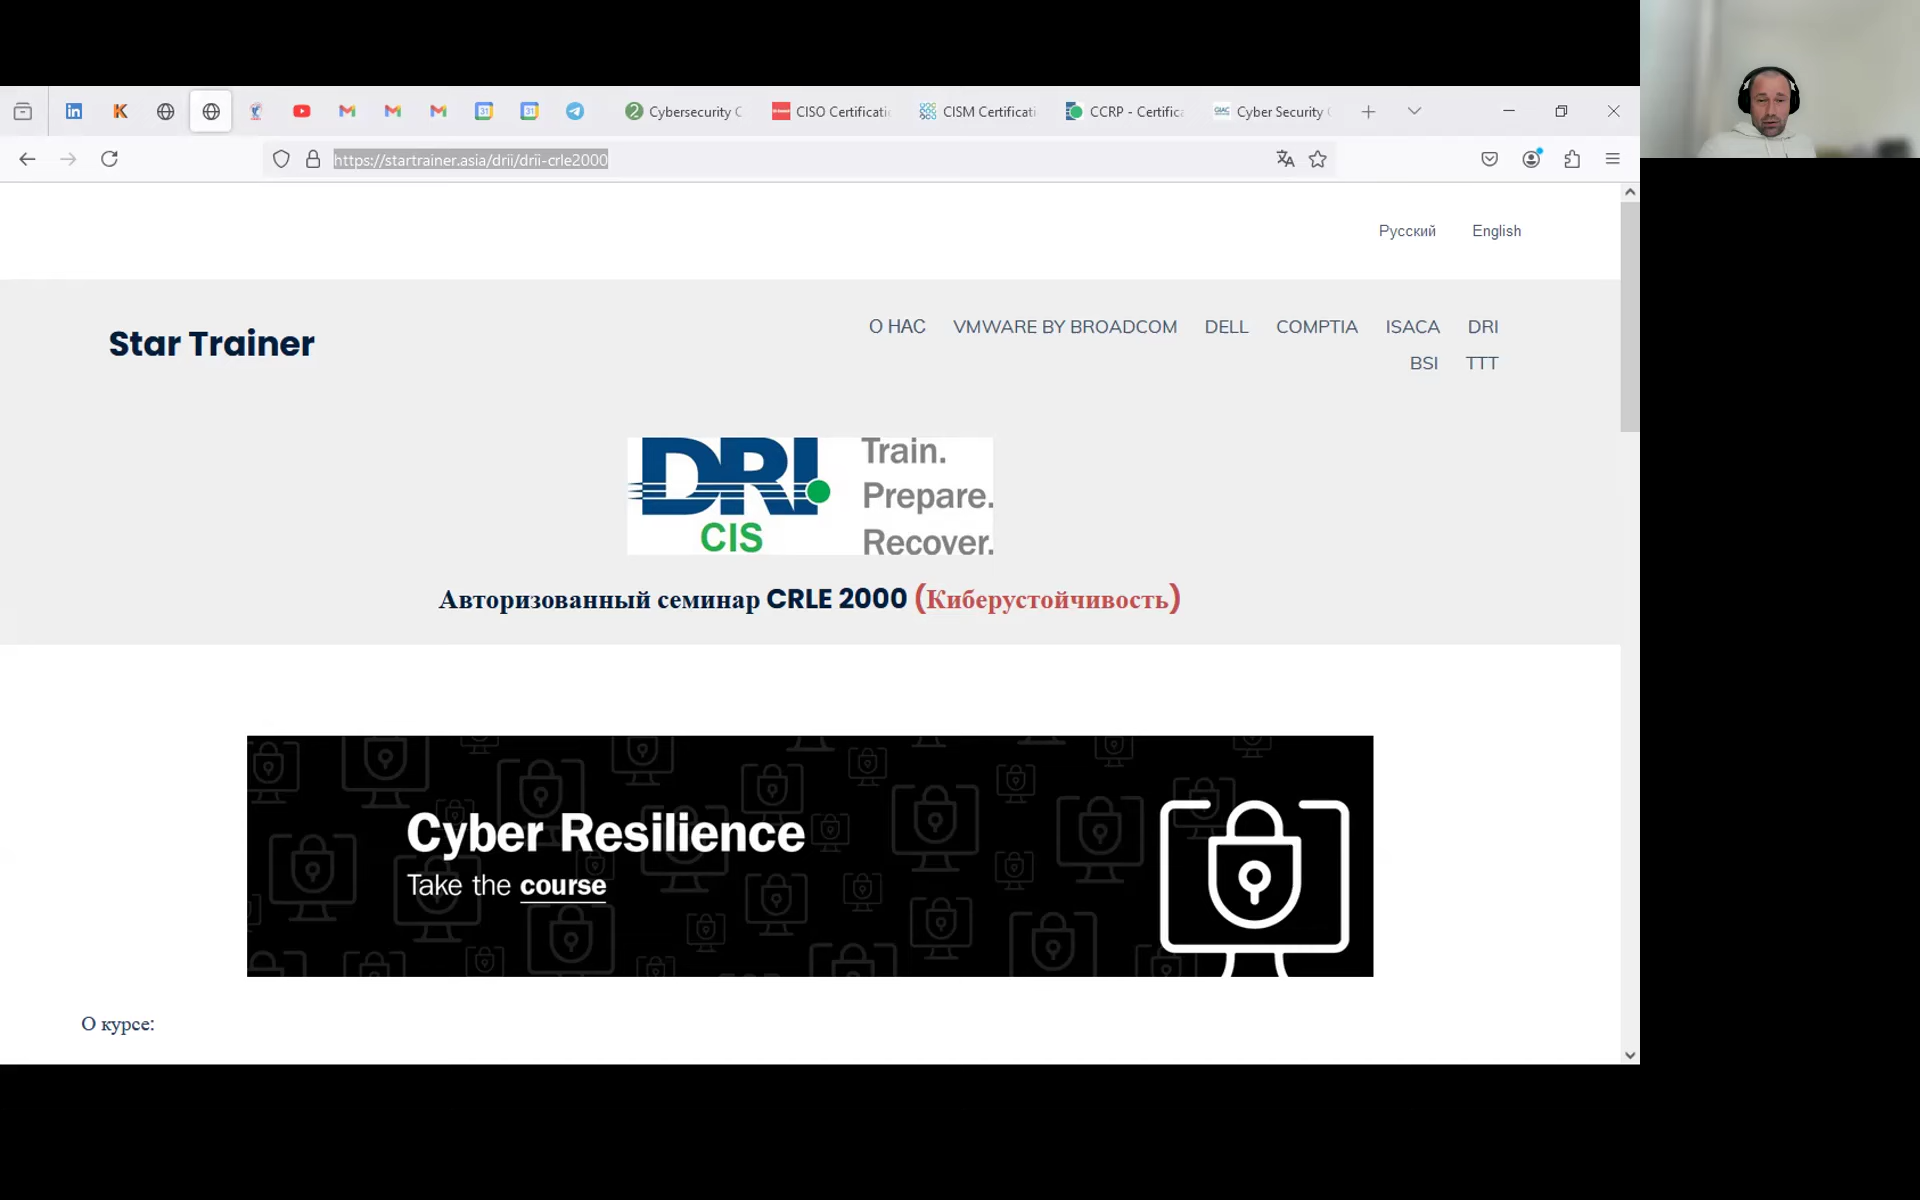 Cybersecurity C
CISO Certificati
CISM Certificati
CCRP - Certifica
Cyber Security
https://startrainer.asia/drii/drii-crle2000
Русский English
Star Trainer
О НАС VMWARE BY BROADCOM DELL COMPTIA ISACA DRI
BSI TTT
DRI
CIS
Train.
Prepare.
Recover.
Авторизованный семинар CRLE 2000 (Киберустойчивость)
Cyber Resilience
Take the course
О курсе: